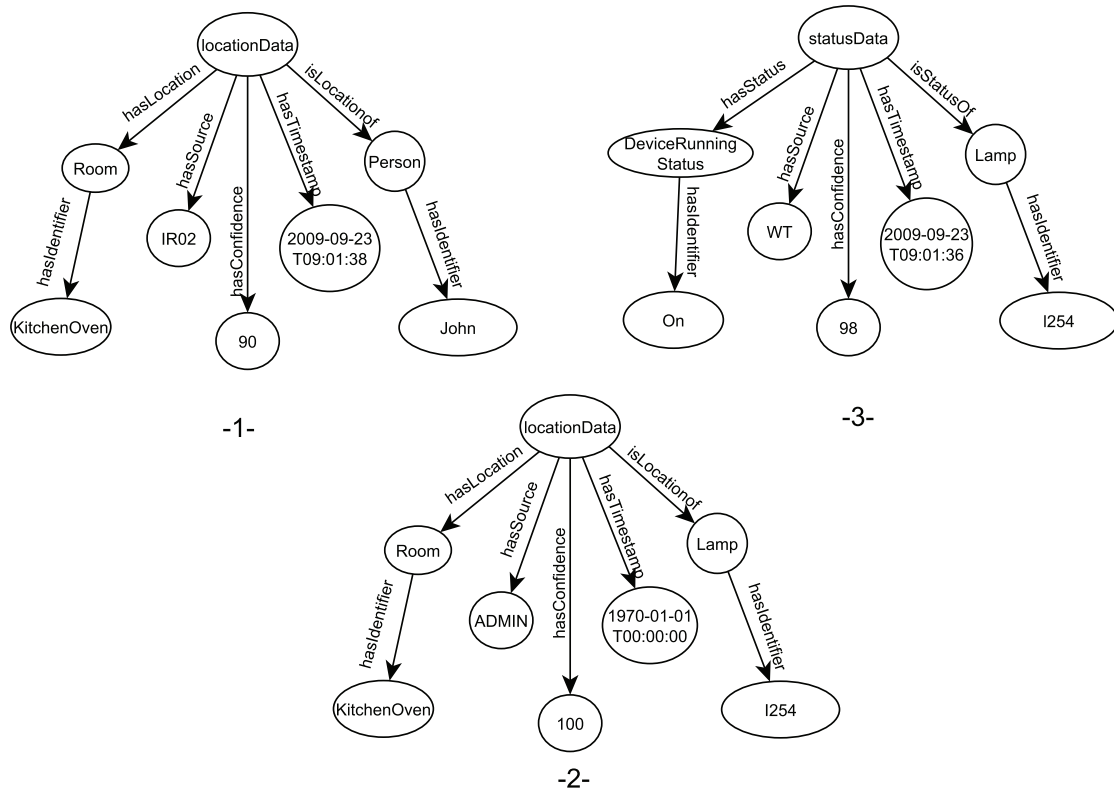 locationData
hasLocation
hasSource
hasConfidence
hasTimestamp
isLocationof
Room
Person
hasIdentifier
IR02
2009-09-23
T09:01:38
hasIdentifier
KitchenOven
90
John
-1-
statusData
hasStatus
hasSource
hasConfidence
hasTimestamp
isStatusOf
DeviceRunning
Status
Lamp
hasIdentifier
WT
2009-09-23
T09:01:36
hasIdentifier
On
98
l254
-3-
locationData
hasLocation
hasSource
hasConfidence
hasTimestamp
isLocationof
Room
Lamp
hasIdentifier
ADMIN
1970-01-01
T00:00:00
hasIdentifier
KitchenOven
100
l254
-2-